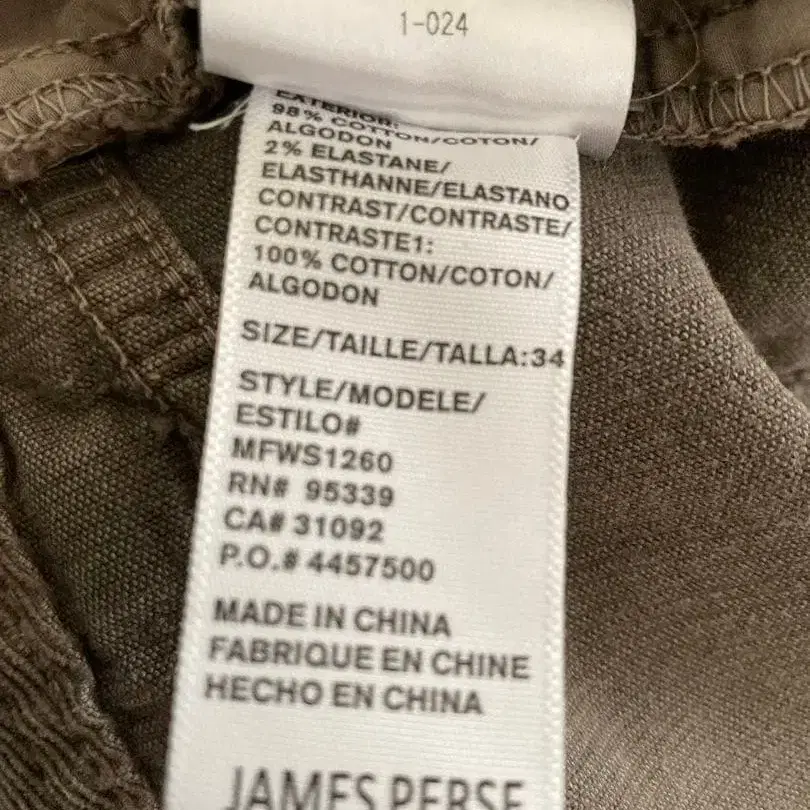 1-024
EXTERIOR:
98% COTTON/COTON/
ALGODON
2% ELASTANE/
ELASTHANNE/ELASTANO
CONTRAST/CONTRASTE/
CONTRASTE1:
100% COTTON/COTON/
ALGODON
SIZE/TAILLE/TALLA:34
STYLE/MODELE/
ESTILO#
MFWS1260
RN# 95339
CA# 31092
P.O.# 4457500
MADE IN CHINA
FABRIQUE EN CHINE
HECHO EN CHINA
JAMES PERSE